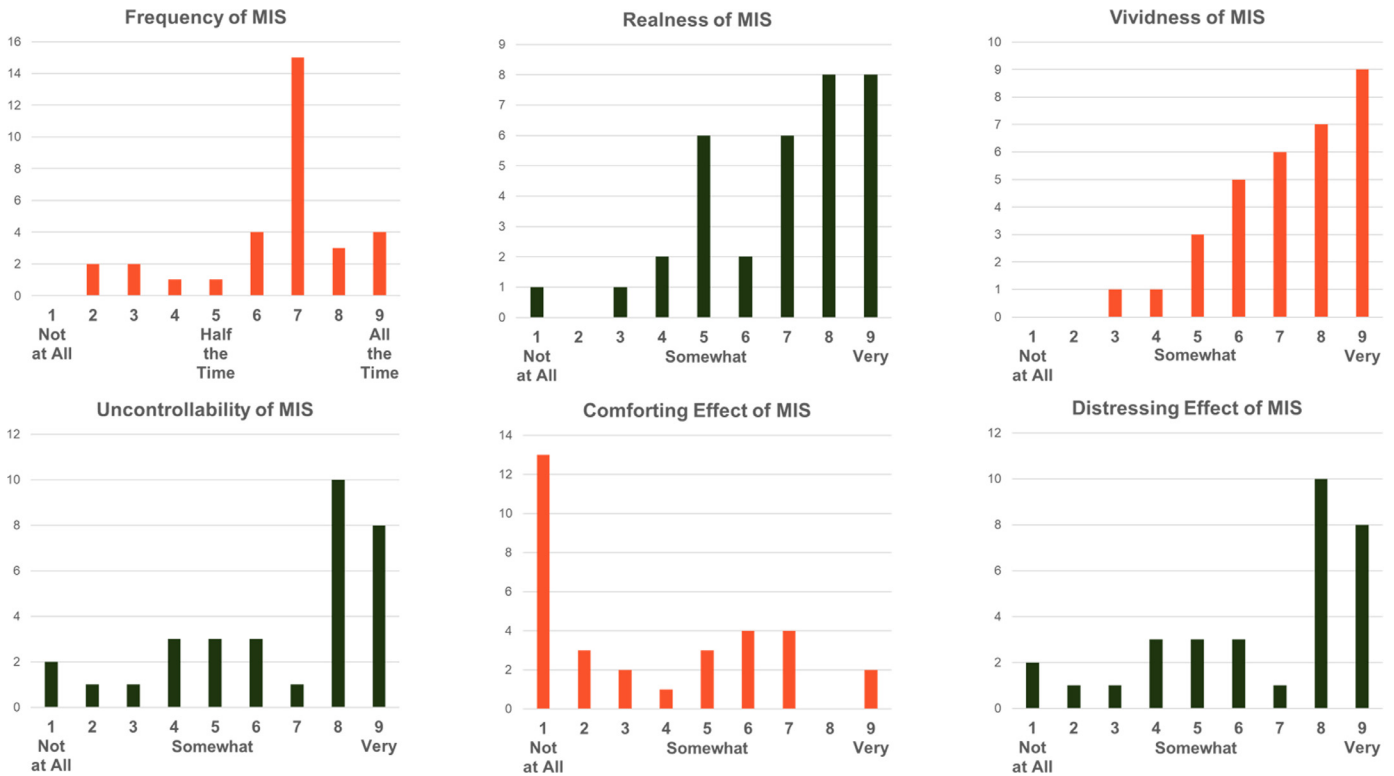 Frequency of MIS
16
14
12
10
8
6
4
2
0
1 2 3 4 5 6 7 8 9
Not Half All
at All the the
Time Time
Realness of MIS
9
8
7
6
5
4
3
2
1
0
1 2 3 4 5 6 7 8 9
Not Somewhat Very
at All
Vividness of MIS
10
9
8
7
6
5
4
3
2
1
0
1 2 3 4 5 6 7 8 9
Not Somewhat Very
at All
Uncontrollability of MIS
12
10
8
6
4
2
0
1 2 3 4 5 6 7 8 9
Not Somewhat Very
at All
Comforting Effect of MIS
14
12
10
8
6
4
2
0
1 2 3 4 5 6 7 8 9
Not Somewhat Very
at All
Distressing Effect of MIS
12
10
8
6
4
2
0
1 2 3 4 5 6 7 8 9
Not Somewhat Very
at All